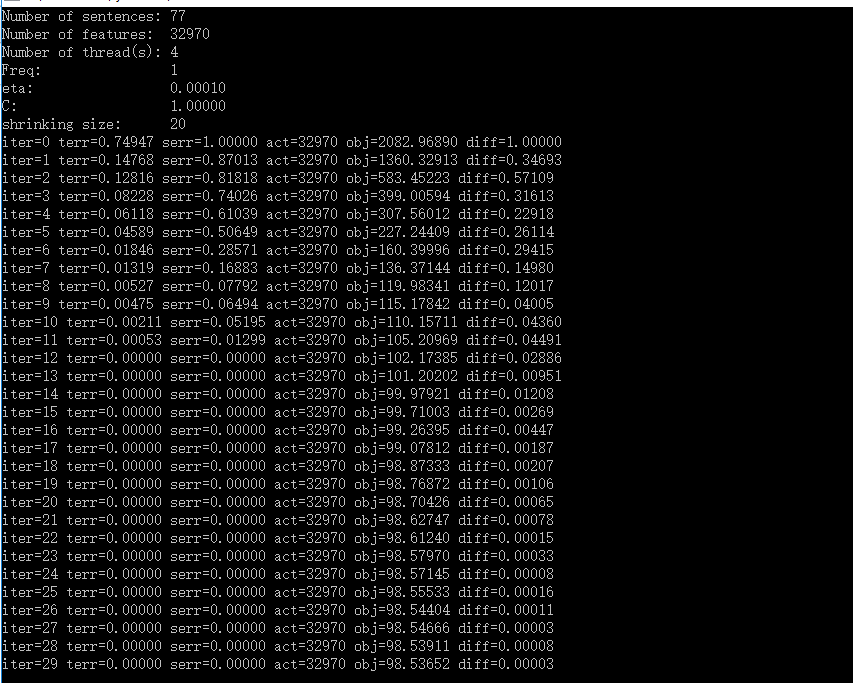 Number of sentences: 77
Number of features:  32970
Number of thread(s): 4
Freq:                1
eta:                 0.00010
C:                   1.00000
shrinking size:      20
iter=0 terr=0.74947 serr=1.00000 act=32970 obj=2082.96890 diff=1.00000
iter=1 terr=0.14768 serr=0.87013 act=32970 obj=1360.32913 diff=0.34693
iter=2 terr=0.12816 serr=0.81818 act=32970 obj=583.45223 diff=0.57109
iter=3 terr=0.08228 serr=0.74026 act=32970 obj=399.00594 diff=0.31613
iter=4 terr=0.06118 serr=0.61039 act=32970 obj=307.56012 diff=0.22918
iter=5 terr=0.04589 serr=0.50649 act=32970 obj=227.24409 diff=0.26114
iter=6 terr=0.01846 serr=0.28571 act=32970 obj=160.39996 diff=0.29415
iter=7 terr=0.01319 serr=0.16883 act=32970 obj=136.37144 diff=0.14980
iter=8 terr=0.00527 serr=0.07792 act=32970 obj=119.98341 diff=0.12017
iter=9 terr=0.00475 serr=0.06494 act=32970 obj=115.17842 diff=0.04005
iter=10 terr=0.00211 serr=0.05195 act=32970 obj=110.15711 diff=0.04360
iter=11 terr=0.00053 serr=0.01299 act=32970 obj=105.20969 diff=0.04491
iter=12 terr=0.00000 serr=0.00000 act=32970 obj=102.17385 diff=0.02886
iter=13 terr=0.00000 serr=0.00000 act=32970 obj=101.20202 diff=0.00951
iter=14 terr=0.00000 serr=0.00000 act=32970 obj=99.97921 diff=0.01208
iter=15 terr=0.00000 serr=0.00000 act=32970 obj=99.71003 diff=0.00269
iter=16 terr=0.00000 serr=0.00000 act=32970 obj=99.26395 diff=0.00447
iter=17 terr=0.00000 serr=0.00000 act=32970 obj=99.07812 diff=0.00187
iter=18 terr=0.00000 serr=0.00000 act=32970 obj=98.87333 diff=0.00207
iter=19 terr=0.00000 serr=0.00000 act=32970 obj=98.76872 diff=0.00106
iter=20 terr=0.00000 serr=0.00000 act=32970 obj=98.70426 diff=0.00065
iter=21 terr=0.00000 serr=0.00000 act=32970 obj=98.62747 diff=0.00078
iter=22 terr=0.00000 serr=0.00000 act=32970 obj=98.61240 diff=0.00015
iter=23 terr=0.00000 serr=0.00000 act=32970 obj=98.57970 diff=0.00033
iter=24 terr=0.00000 serr=0.00000 act=32970 obj=98.57145 diff=0.00008
iter=25 terr=0.00000 serr=0.00000 act=32970 obj=98.55533 diff=0.00016
iter=26 terr=0.00000 serr=0.00000 act=32970 obj=98.54404 diff=0.00011
iter=27 terr=0.00000 serr=0.00000 act=32970 obj=98.54666 diff=0.00003
iter=28 terr=0.00000 serr=0.00000 act=32970 obj=98.53911 diff=0.00008
iter=29 terr=0.00000 serr=0.00000 act=32970 obj=98.53652 diff=0.00003